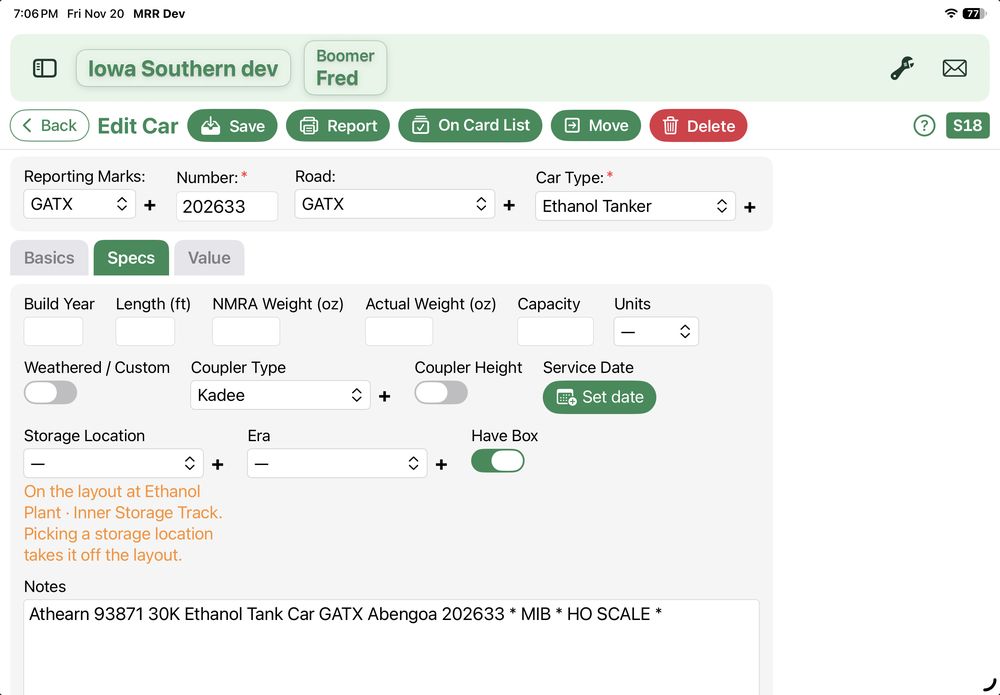 7:06 PM Fri Nov 20 MRR Dev 77
Iowa Southern dev
Boomer
Fred
Back Edit Car Save Report On Card List Move Delete ? S18
Reporting Marks: Number:* Road: Car Type:*
GATX + 202633 GATX + Ethanol Tanker +
Basics Specs Value
Build Year Length (ft) NMRA Weight (oz) Actual Weight (oz) Capacity Units
—
Weathered / Custom Coupler Type Coupler Height Service Date
Kadee + Set date
Storage Location Era Have Box
— + — +
On the layout at Ethanol
Plant · Inner Storage Track.
Picking a storage location
takes it off the layout.
Notes
Athearn 93871 30K Ethanol Tank Car GATX Abengoa 202633 * MIB * HO SCALE *